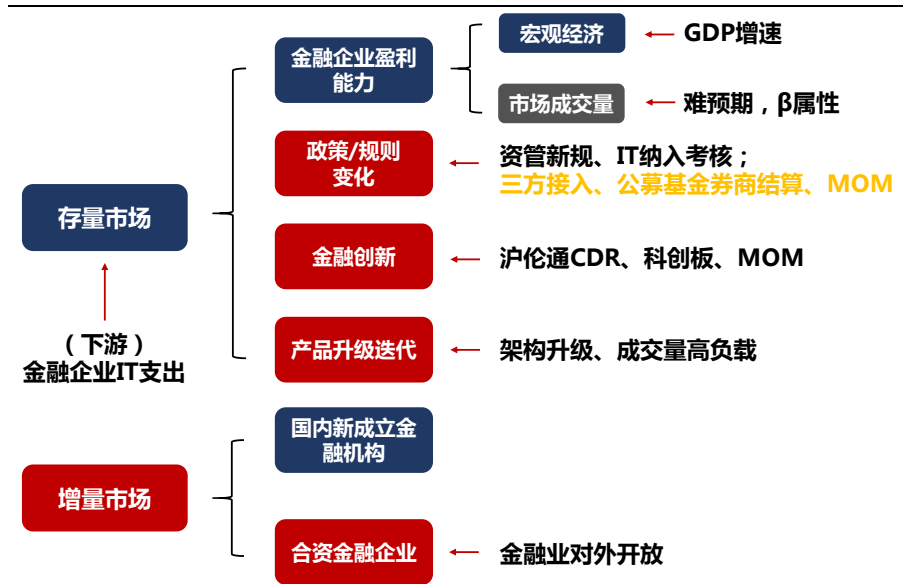 金融企业盈利
能力
宏观经济
GDP增速
市场成交量
难预期，β属性
政策/规则
变化
资管新规、IT纳入考核；
三方接入、公募基金券商结算、MOM
存量市场
金融创新
沪伦通CDR、科创板、MOM
（下游）
金融企业IT支出
产品升级迭代
架构升级、成交量高负载
国内新成立金
融机构
增量市场
合资金融企业
金融业对外开放